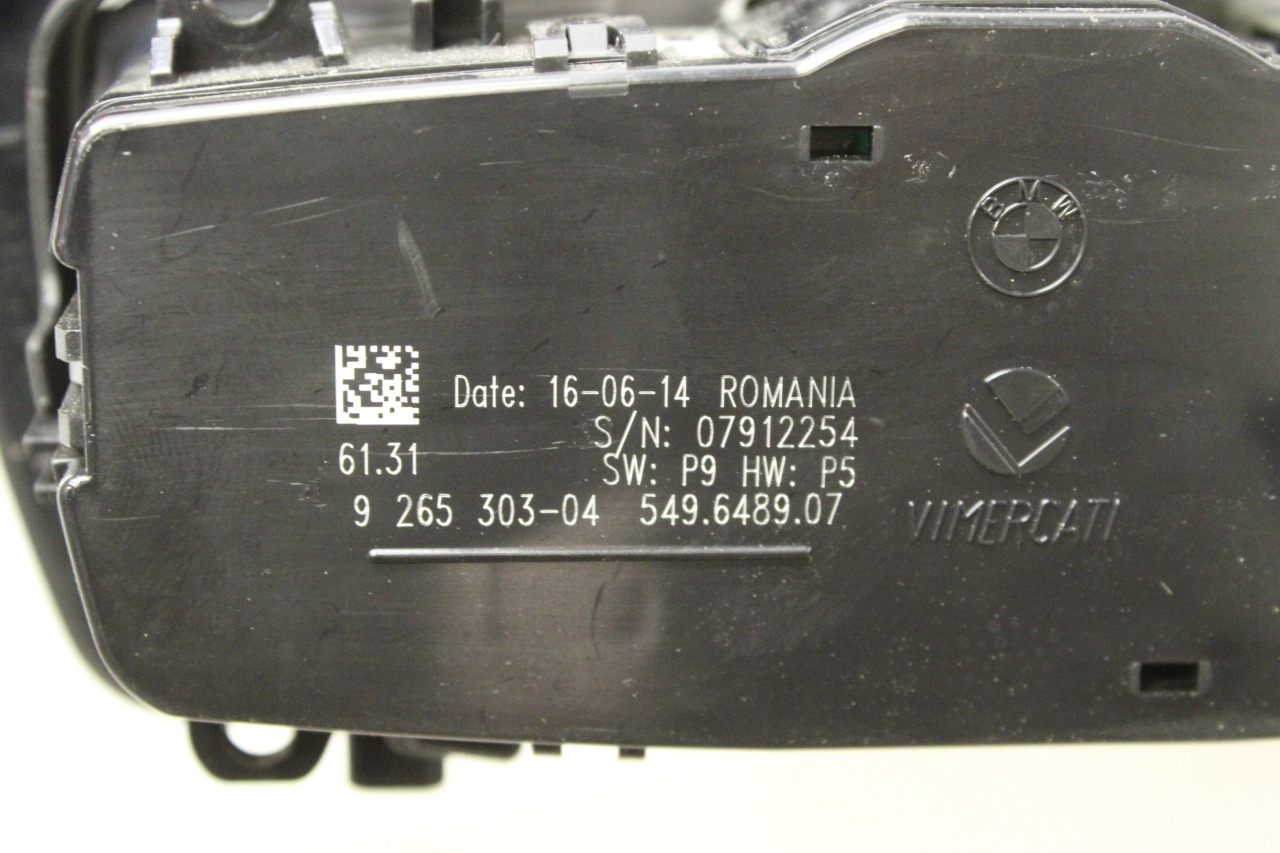 BMW
Date: 16-06-14 ROMANIA
S/N: 07912254
61.31 SW: P9 HW: P5
9 265 303-04 549.6489.07
VIMERCATI